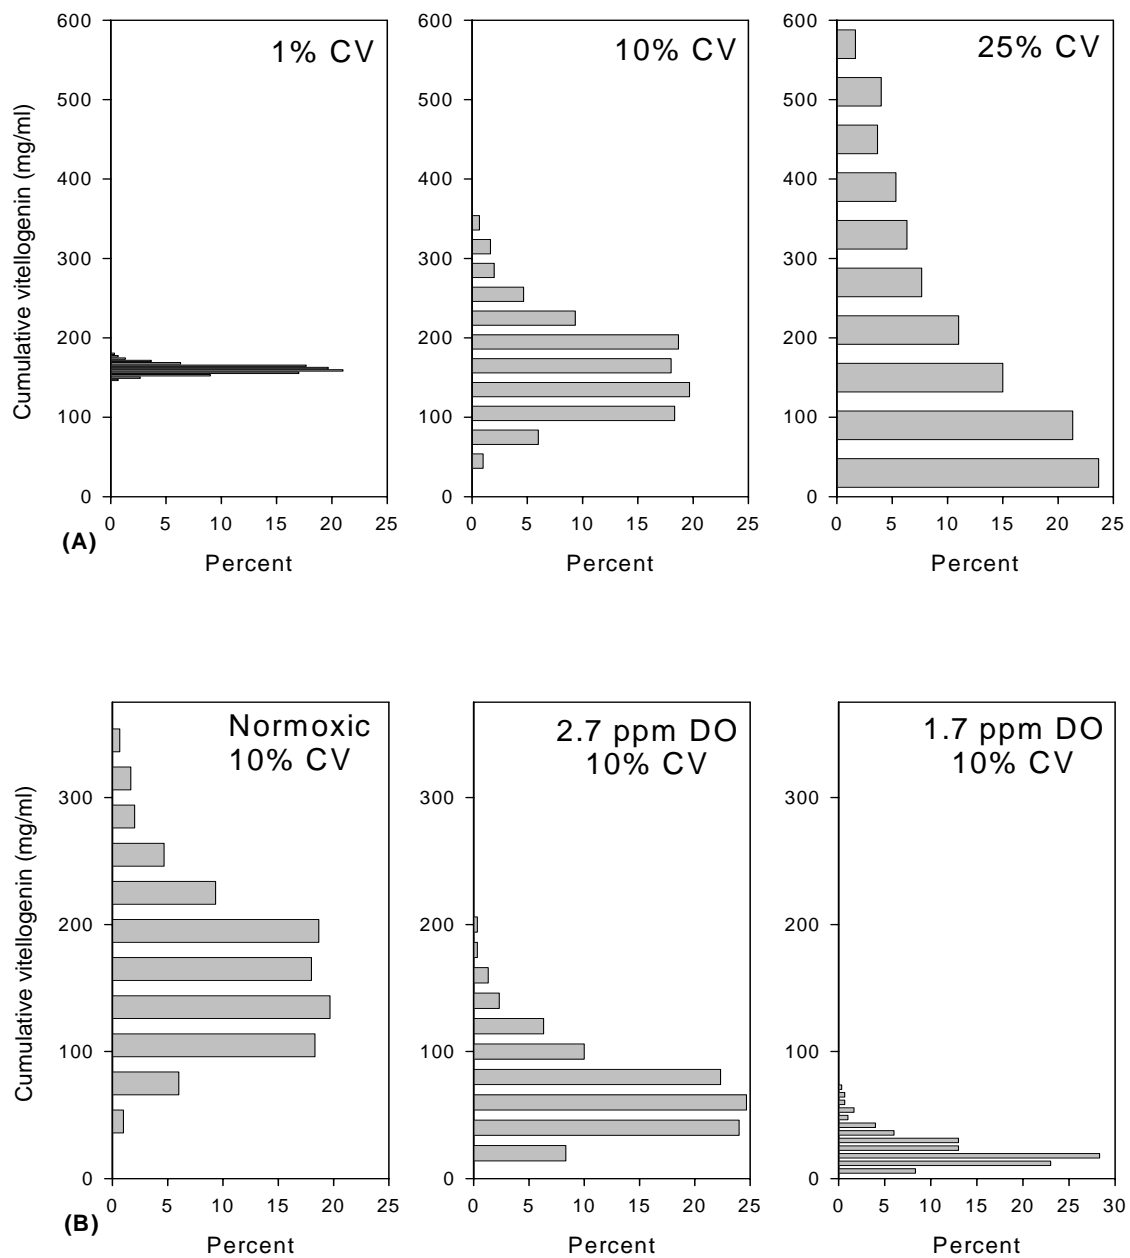 600
500
400
300
200
100
0
Cumulative vitellogenin (mg/ml)
1% CV
0 5 10 15 20 25
Percent
(A)
600
500
400
300
200
100
0
10% CV
0 5 10 15 20 25
Percent
600
500
400
300
200
100
0
25% CV
0 5 10 15 20 25
Percent
300
200
100
0
Cumulative vitellogenin (mg/ml)
Normoxic
10% CV
0 5 10 15 20 25
Percent
(B)
300
200
100
0
2.7 ppm DO
10% CV
0 5 10 15 20 25
Percent
300
200
100
0
1.7 ppm DO
10% CV
0 5 10 15 20 25 30
Percent